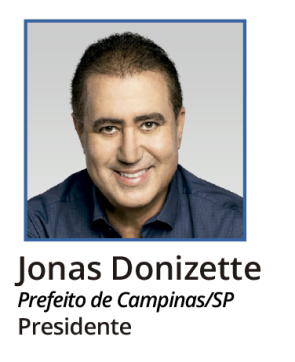 Jonas Donizette
Prefeito de Campinas/SP
Presidente